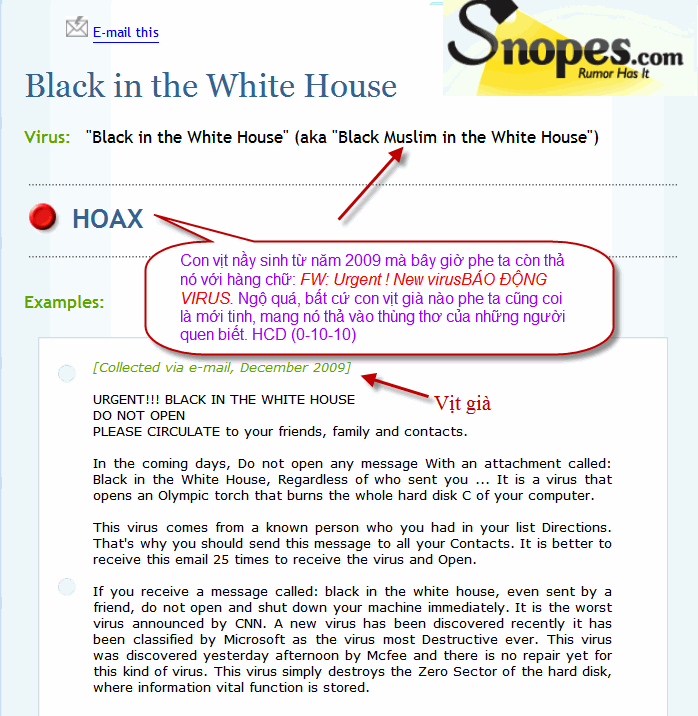 E-mail this
Snopes.com
Rumor Has It
Black in the White House
Virus: "Black in the White House" (aka "Black Muslim in the White House")
HOAX
Con vịt nầy sinh từ năm 2009 mà bây giờ phe ta còn thả
nó với hàng chữ: FW: Urgent ! New virusBÁO ĐỘNG
VIRUS. Ngộ quá, bất cứ con vịt già nào phe ta cũng coi
là mới tinh, mang nó thả vào thùng thơ của những người
quen biết. HCD (0-10-10)
Examples:
[Collected via e-mail, December 2009]
Vịt già
URGENT!!! BLACK IN THE WHITE HOUSE
DO NOT OPEN
PLEASE CIRCULATE to your friends, family and contacts.
In the coming days, Do not open any message With an attachment called:
Black in the White House, Regardless of who sent you ... It is a virus that
opens an Olympic torch that burns the whole hard disk C of your computer.
This virus comes from a known person who you had in your list Directions.
That's why you should send this message to all your Contacts. It is better to
receive this email 25 times to receive the virus and Open.
If you receive a message called: black in the white house, even sent by a
friend, do not open and shut down your machine immediately. It is the worst
virus announced by CNN. A new virus has been discovered recently it has
been classified by Microsoft as the virus most Destructive ever. This virus
was discovered yesterday afternoon by Mcfee and there is no repair yet for
this kind of virus. This virus simply destroys the Zero Sector of the hard disk,
where information vital function is stored.